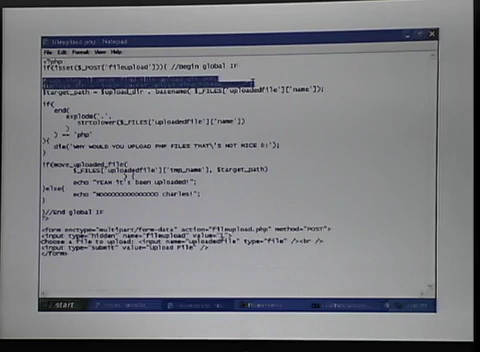 fileupload.php - Notepad
File Edit Format View Help
<?php
if(isset($_POST['fileupload'])){ //Begin global IF
$target_path = $upload_dir . basename( $_FILES['uploadedfile']['name']);
if(
end(
explode('.',
strtolower($_FILES['uploadedfile']['name'])
)
) == 'php'
){
die('WHY WOULD YOU UPLOAD PHP FILES THAT\'S NOT NICE D:');
}
if(move_uploaded_file(
$_FILES['uploadedfile']['tmp_name'], $target_path)
) {
echo "YEAH it's been uploaded!";
}else{
echo charles!";
}
}//End global IF
?>
<form enctype="multipart/form-data" action="fileupload.php" method="POST">
<input type="hidden" name="fileupload" value="1">
Choose a file to upload: <input name="uploadedfile" type="file" /><br />
<input type="submit" value="Upload File" />
</form>
start